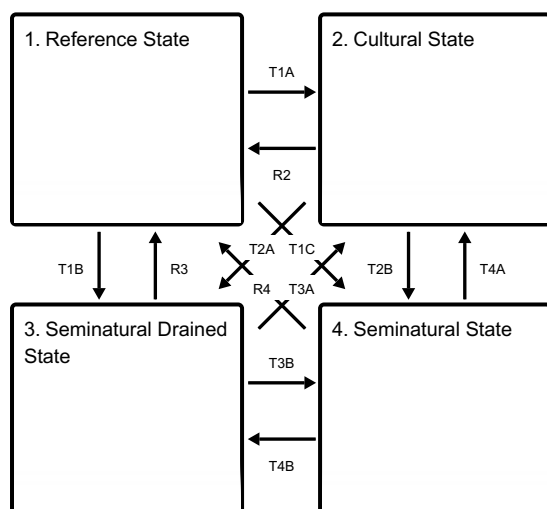 1. Reference State
2. Cultural State
T1A
R2
T2A
T1C
T1B
R3
T2B
T4A
R4
T3A
3. Seminatural Drained
State
4. Seminatural State
T3B
T4B